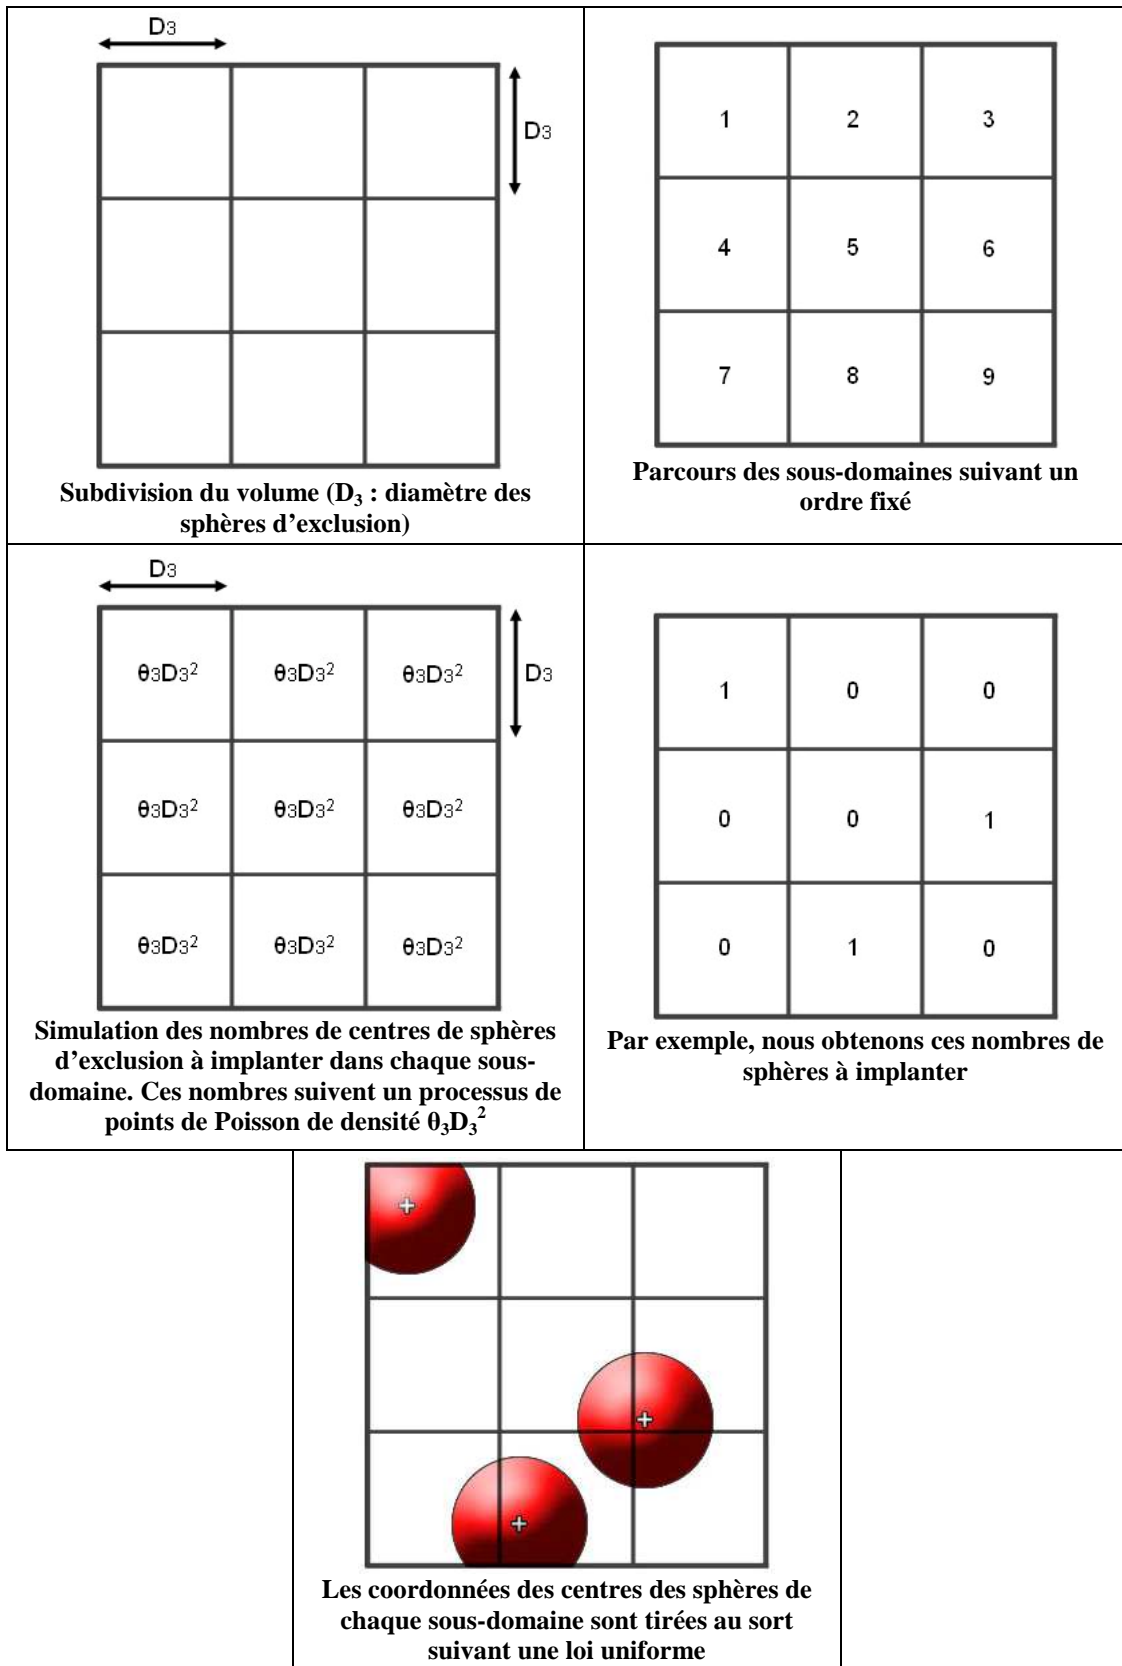 D3
D3
Subdivision du volume (D₃ : diamètre des
sphères d’exclusion)
1 2 3
4 5 6
7 8 9
Parcours des sous-domaines suivant un
ordre fixé
D3
D3
θ3D3² θ3D3² θ3D3²
θ3D3² θ3D3² θ3D3²
θ3D3² θ3D3² θ3D3²
Simulation des nombres de centres de sphères
d’exclusion à implanter dans chaque sous-
domaine. Ces nombres suivent un processus de
points de Poisson de densité θ₃D₃²
1 0 0
0 0 1
0 1 0
Par exemple, nous obtenons ces nombres de
sphères à implanter
Les coordonnées des centres des sphères de
chaque sous-domaine sont tirées au sort
suivant une loi uniforme